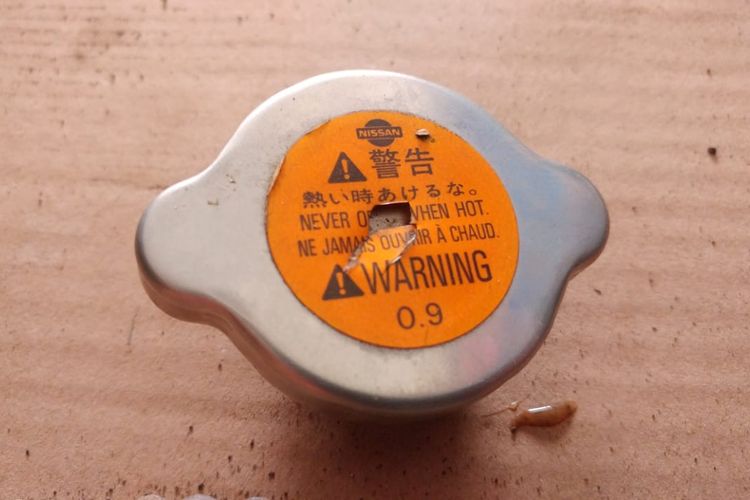 NISSAN
警告
熱い時あけるな。
NEVER O WHEN HOT.
NE JAMAIS OUVRIR À CHAUD.
WARNING
0.9